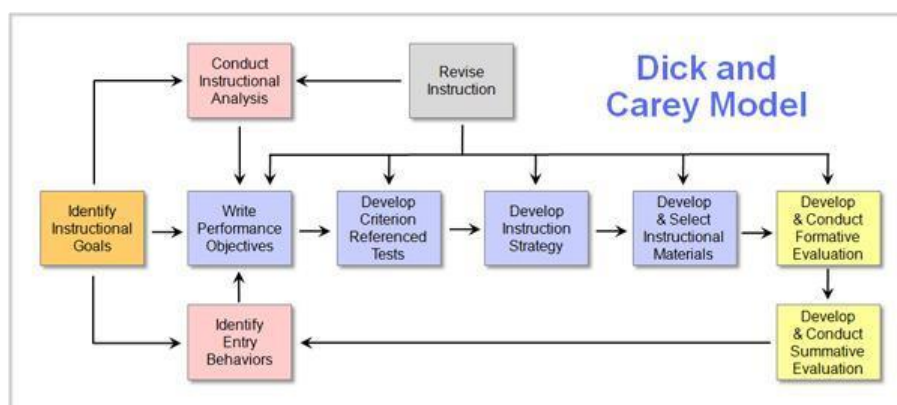 Conduct
Instructional
Analysis
Revise
Instruction
Dick and
Carey Model
Identify
Instructional
Goals
Write
Performance
Objectives
Develop
Criterion
Referenced
Tests
Develop
Instruction
Strategy
Develop
& Select
Instructional
Materials
Develop
& Conduct
Formative
Evaluation
Identify
Entry
Behaviors
Develop
& Conduct
Summative
Evaluation